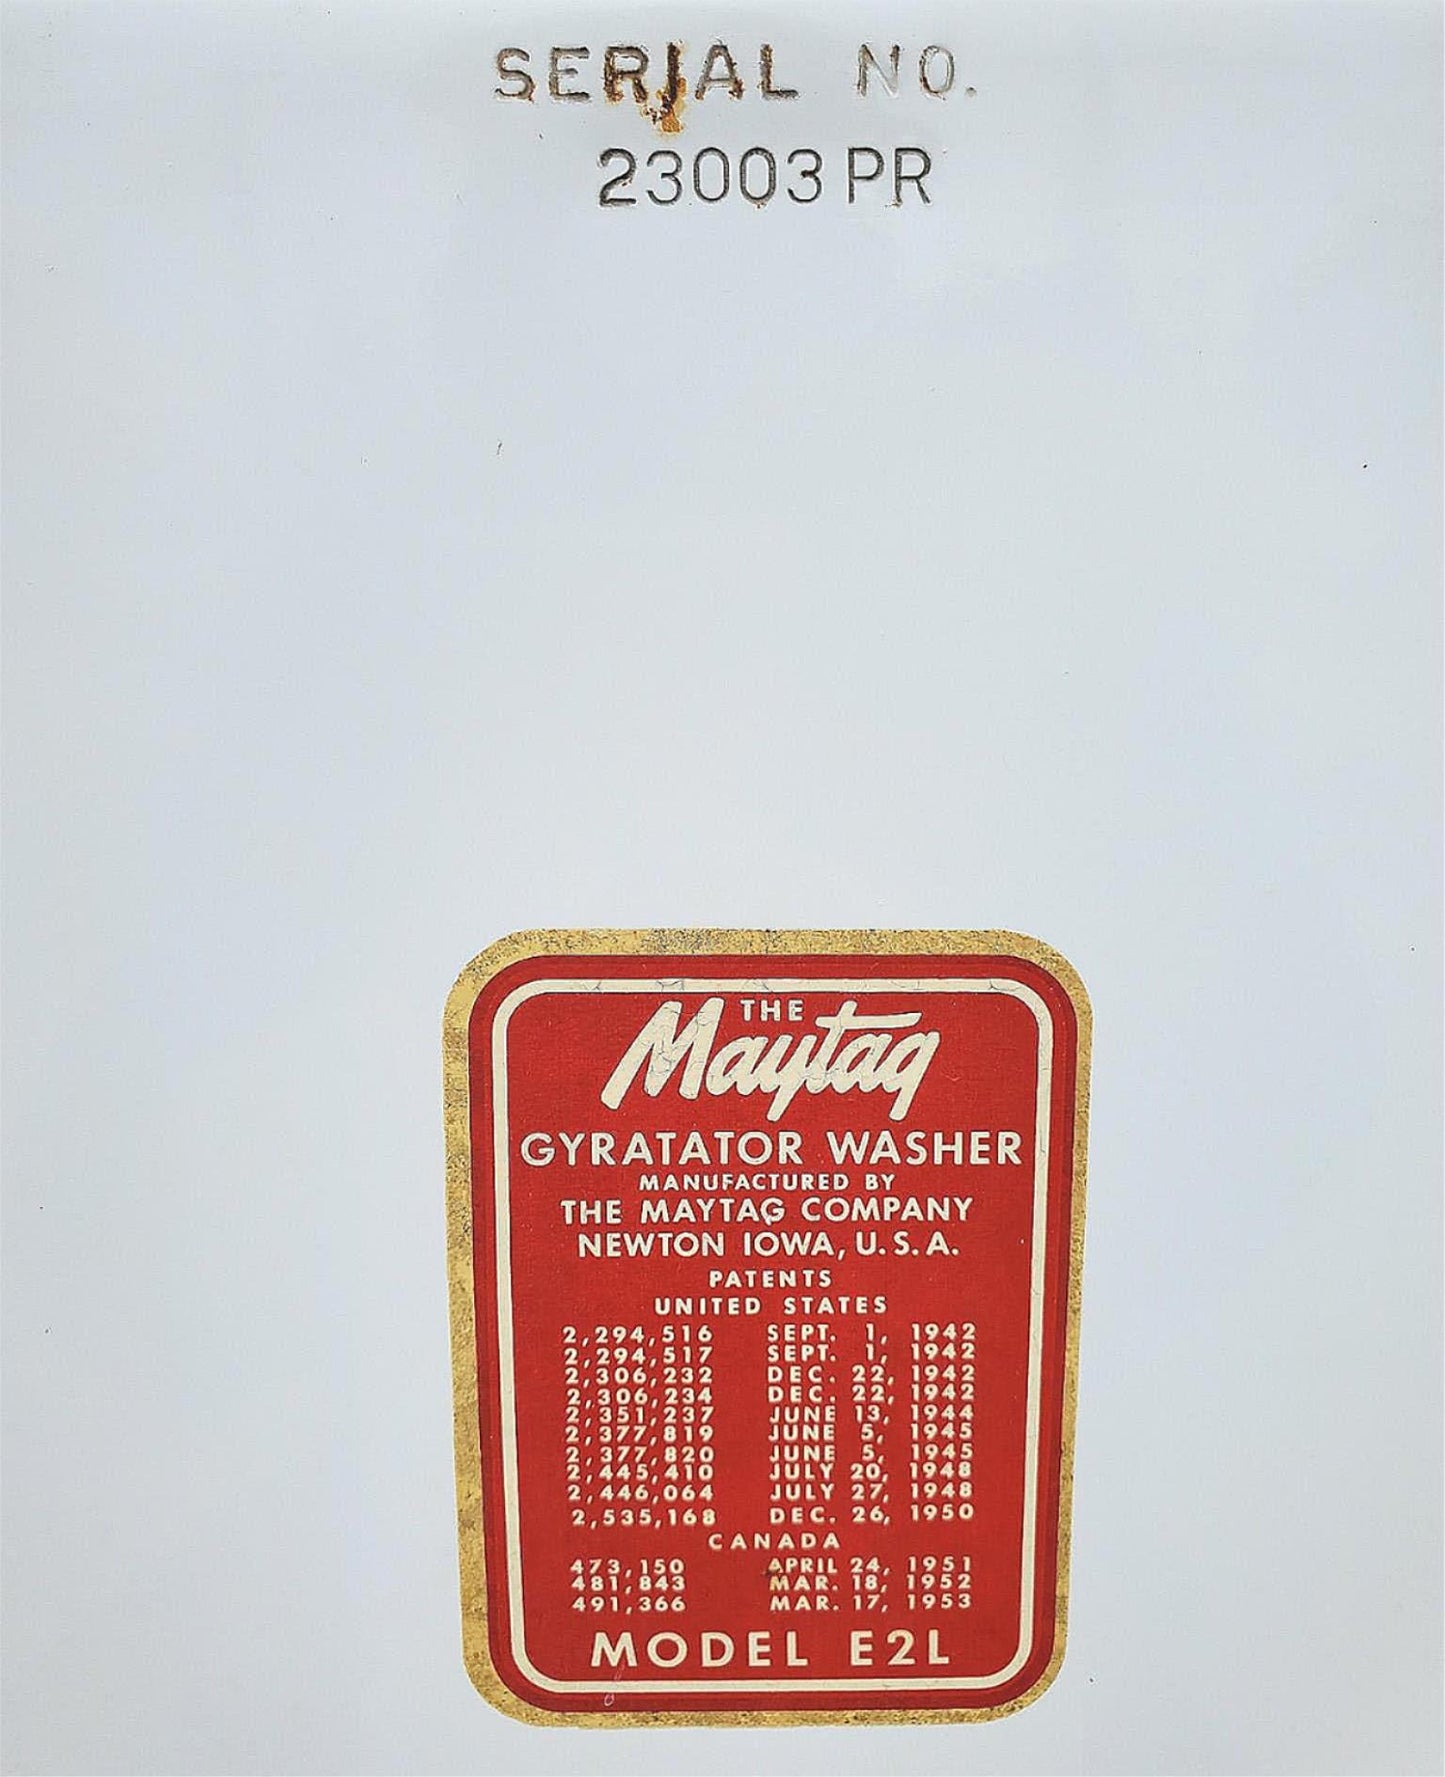 SERIAL NO.
23003 PR
THE
Maytag
GYRATATOR WASHER
MANUFACTURED BY
THE MAYTAG COMPANY
NEWTON IOWA, U.S.A.
PATENTS
UNITED STATES
2,294,516 SEPT. 1, 1942
2,294,517 SEPT. 1, 1942
2,306,232 DEC. 22, 1942
2,306,234 DEC. 22, 1942
2,351,237 JUNE 13, 1944
2,377,819 JUNE 5, 1945
2,377,820 JUNE 5, 1945
2,445,410 JULY 20, 1948
2,446,064 JULY 27, 1948
2,535,168 DEC. 26, 1950
CANADA
473,150 APRIL 24, 1951
481,843 MAR. 18, 1952
491,366 MAR. 17, 1953
MODEL E2L